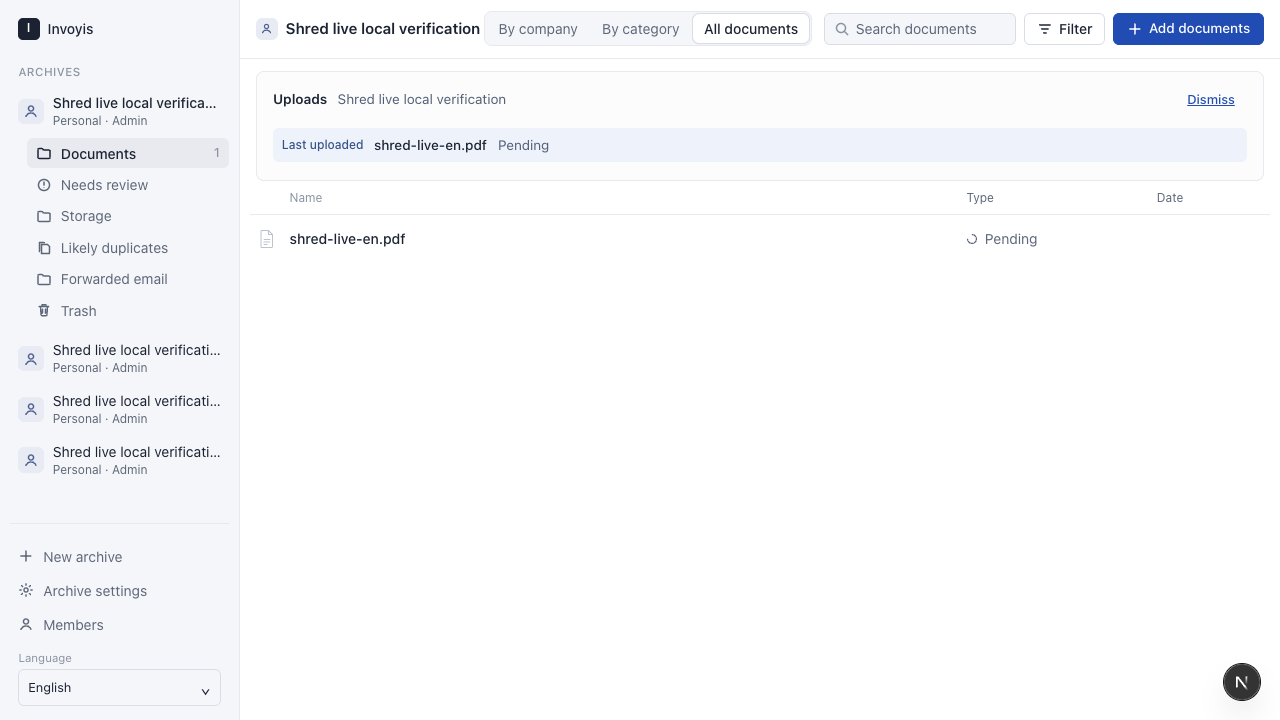 I
Invoyis
ARCHIVES
Shred live local verifica...
Personal · Admin
Documents 1
Needs review
Storage
Likely duplicates
Forwarded email
Trash
Shred live local verificati...
Personal · Admin
Shred live local verificati...
Personal · Admin
Shred live local verificati...
Personal · Admin
New archive
Archive settings
Members
Language
English
Shred live local verification By company By category All documents Search documents Filter Add documents
Uploads Shred live local verification Dismiss
Last uploaded shred-live-en.pdf Pending
Name Type Date
shred-live-en.pdf Pending
N